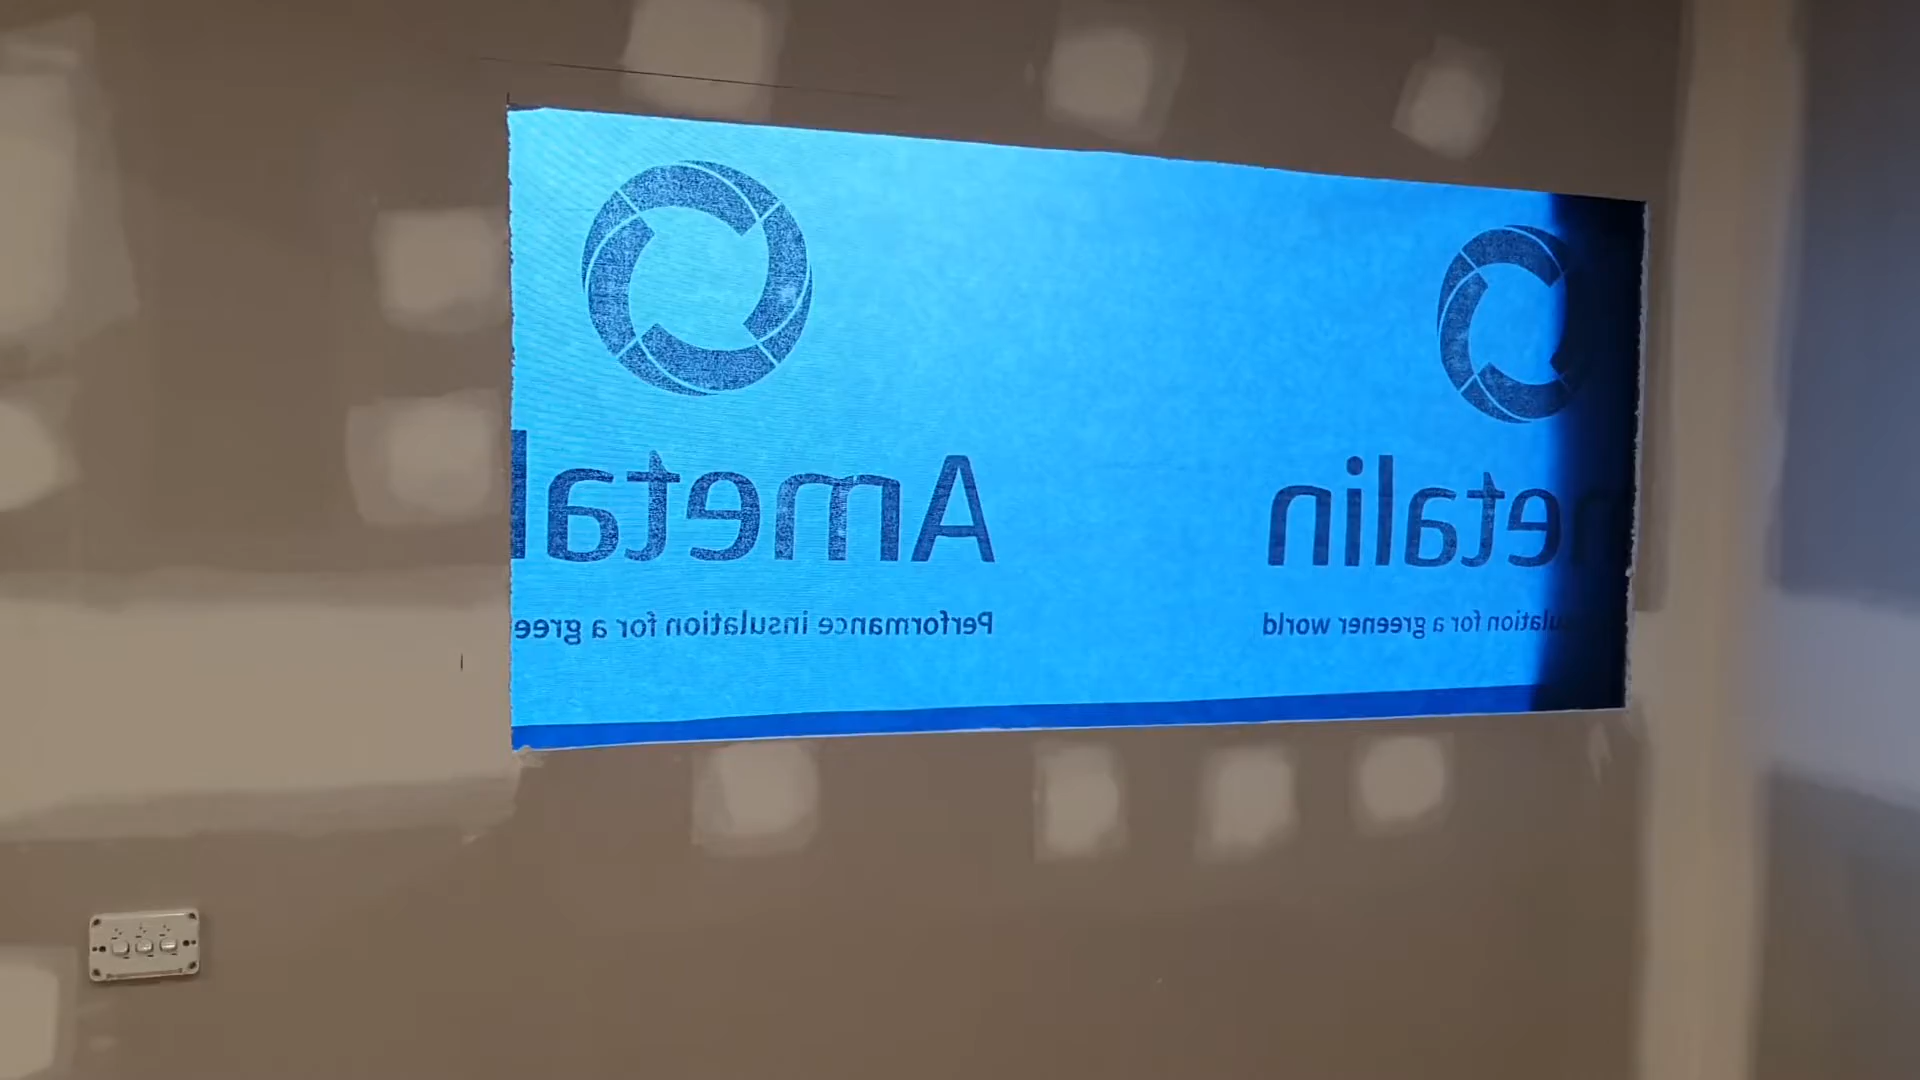 Ametal
etalin
Performance insulation for a gree
ulation for a greener world